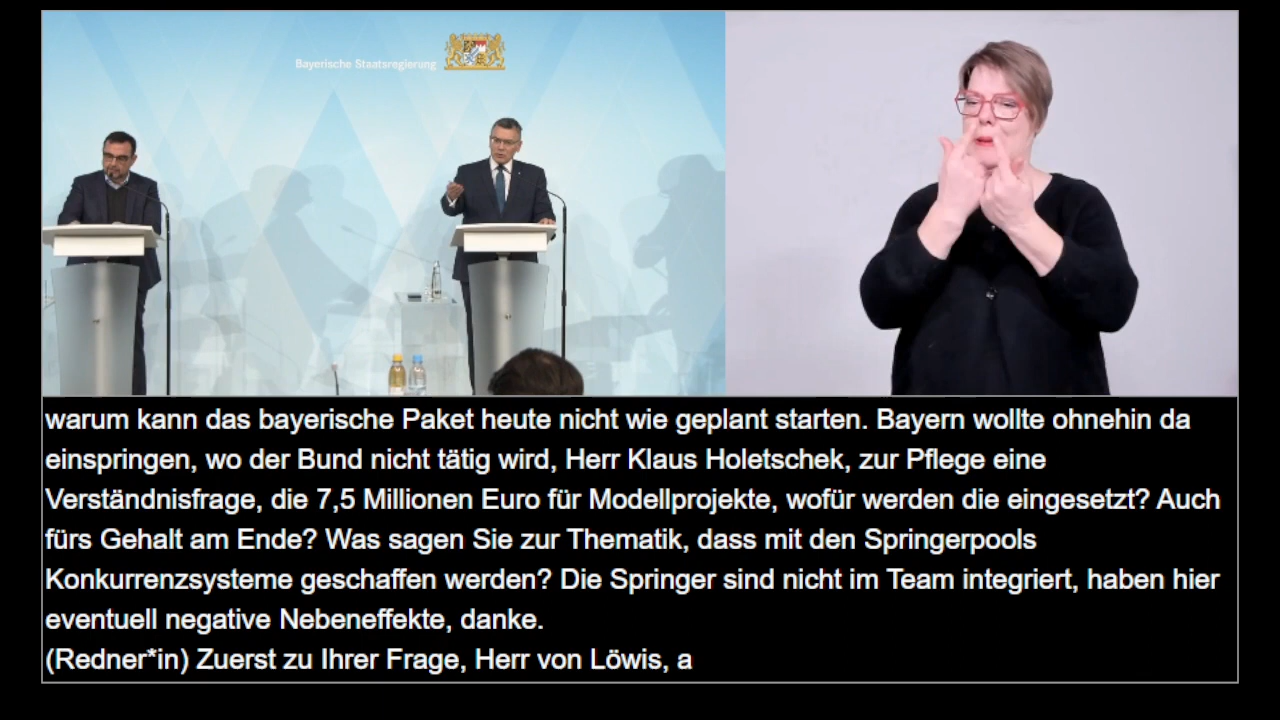 Bayerische Staatsregierung
warum kann das bayerische Paket heute nicht wie geplant starten. Bayern wollte ohnehin da
einspringen, wo der Bund nicht tätig wird, Herr Klaus Holetschek, zur Pflege eine
Verständnisfrage, die 7,5 Millionen Euro für Modellprojekte, wofür werden die eingesetzt? Auch
fürs Gehalt am Ende? Was sagen Sie zur Thematik, dass mit den Springerpools
Konkurrenzsysteme geschaffen werden? Die Springer sind nicht im Team integriert, haben hier
eventuell negative Nebeneffekte, danke.
(Redner*in) Zuerst zu Ihrer Frage, Herr von Löwis, a